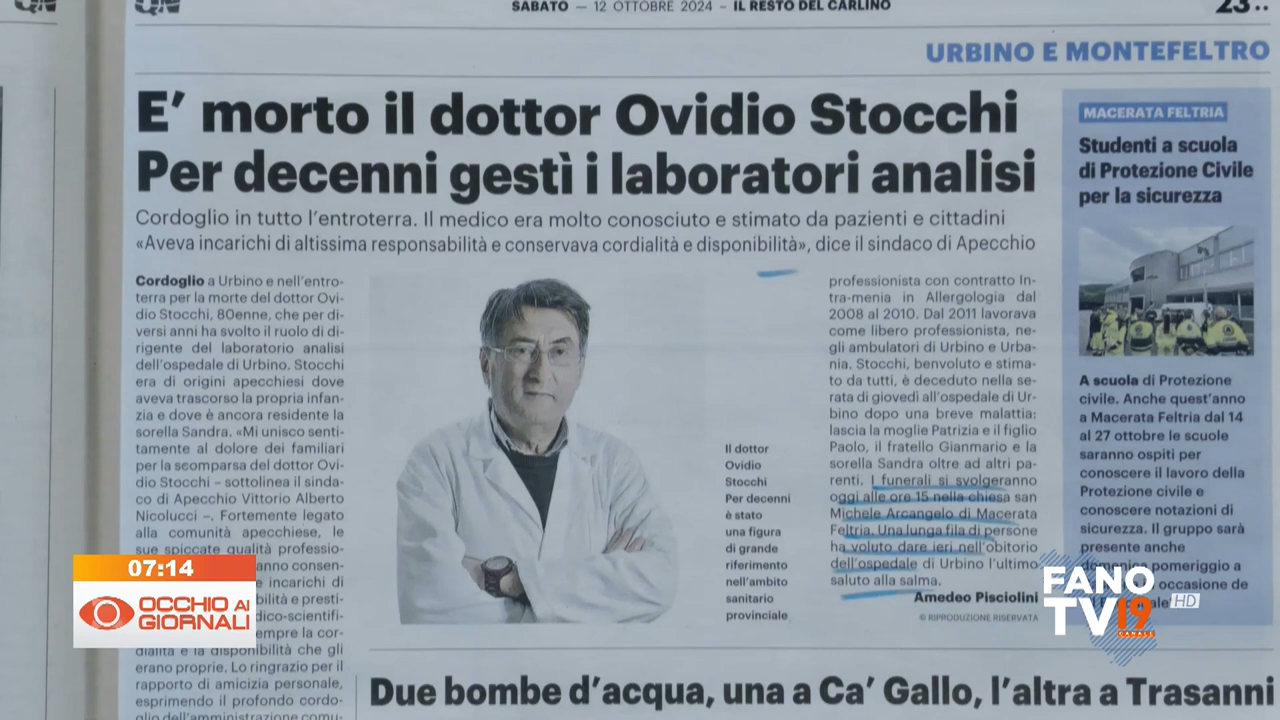 QN
QN
SABATO — 12 OTTOBRE 2024 – IL RESTO DEL CARLINO
23
URBINO E MONTEFELTRO
E’ morto il dottor Ovidio Stocchi
Per decenni gestì i laboratori analisi
Cordoglio in tutto l’entroterra. Il medico era molto conosciuto e stimato da pazienti e cittadini
«Aveva incarichi di altissima responsabilità e conservava cordialità e disponibilità», dice il sindaco di Apecchio
Cordoglio a Urbino e nell’entro-
terra per la morte del dottor Ovi-
dio Stocchi, 80enne, che per di-
versi anni ha svolto il ruolo di di-
rigente del laboratorio analisi
dell’ospedale di Urbino. Stocchi
era di origini apecchiesi dove
aveva trascorso la propria infan-
zia e dove è ancora residente la
sorella Sandra. «Mi unisco senti-
tamente al dolore dei familiari
per la scomparsa del dottor Ovi-
dio Stocchi – sottolinea il sinda-
co di Apecchio Vittorio Alberto
Nicolucci –. Fortemente legato
alla comunità apecchiese, le
sue spiccate qualità professio-
anno consen-
e incarichi di
bilità e presti-
dico-scientifi-
empre la cor-
dialità e la disponibilità che gli
erano proprie. Lo ringrazio per il
rapporto di amicizia personale,
esprimendo il profondo cordo-
glio dell’amministrazione comu-
Il dottor
Ovidio
Stocchi
Per decenni
è stato
una figura
di grande
riferimento
nell’ambito
sanitario
provinciale
professionista con contratto In-
tra-menia in Allergologia dal
2008 al 2010. Dal 2011 lavorava
come libero professionista, ne-
gli ambulatori di Urbino e Urba-
nia. Stocchi, benvoluto e stima-
to da tutti, è deceduto nella se-
rata di giovedì all’ospedale di Ur-
bino dopo una breve malattia:
lascia la moglie Patrizia e il figlio
Paolo, il fratello Gianmario e la
sorella Sandra oltre ad altri pa-
renti. I funerali si svolgeranno
oggi alle ore 15 nella chiesa san
Michele Arcangelo di Macerata
Feltria. Una lunga fila di persone
ha voluto dare ieri nell’obitorio
dell’ospedale di Urbino l’ultimo
saluto alla salma.
Amedeo Pisciolini
© RIPRODUZIONE RISERVATA
MACERATA FELTRIA
Studenti a scuola
di Protezione Civile
per la sicurezza
A scuola di Protezione
civile. Anche quest’anno
a Macerata Feltria dal 14
al 27 ottobre le scuole
saranno ospiti per
conoscere il lavoro della
Protezione civile e
conoscere notazioni di
sicurezza. Il gruppo sarà
presente anche
domenica pomeriggio a
occasione de
Due bombe d’acqua, una a Ca’ Gallo, l’altra a Trasanni
07:14
OCCHIO AI
GIORNALI
FANO
TV 19 HD
CANALE